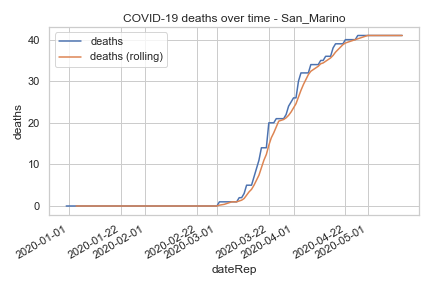 COVID-19 deaths over time - San_Marino
deaths
deaths (rolling)
deaths
40
30
20
10
0
2020-01-01
2020-01-22
2020-02-01
2020-02-22
2020-03-01
2020-03-22
2020-04-01
2020-04-22
2020-05-01
dateRep